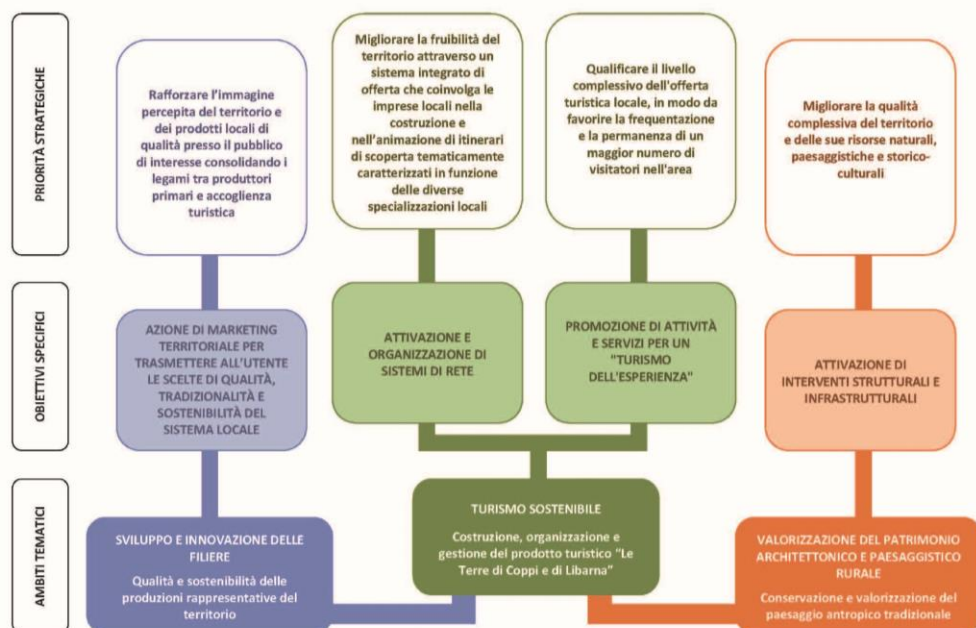 PRIORITÀ STRATEGICHE
Rafforzare l'immagine
percepita del territorio e
dei prodotti locali di
qualità presso il pubblico
di interesse consolidando i
legami tra produttori
primari e accoglienza
turistica
Migliorare la fruibilità del
territorio attraverso un
sistema integrato di
offerta che coinvolga le
imprese locali nella
costruzione e
nell'animazione di itinerari
di scoperta tematicamente
caratterizzati in funzione
delle diverse
specializzazioni locali
Qualificare il livello
complessivo dell'offerta
turistica locale, in modo da
favorire la frequentazione
e la permanenza di un
maggior numero di
visitatori nell'area
Migliorare la qualità
complessiva del territorio
e delle sue risorse naturali,
paesaggistiche e storico-
culturali
OBIETTIVI SPECIFICI
AZIONE DI MARKETING
TERRITORIALE PER
TRASMETTERE ALL'UTENTE
LE SCELTE DI QUALITÀ,
TRADIZIONALITÀ E
SOSTENIBILITÀ DEL
SISTEMA LOCALE
ATTIVAZIONE E
ORGANIZZAZIONE DI
SISTEMI DI RETE
PROMOZIONE DI ATTIVITÀ
E SERVIZI PER UN
"TURISMO
DELL'ESPERIENZA"
ATTIVAZIONE DI
INTERVENTI STRUTTURALI E
INFRASTRUTTURALI
AMBITI TEMATICI
SVILUPPO E INNOVAZIONE DELLE
FILIERE
Qualità e sostenibilità delle
produzioni rappresentative del
territorio
TURISMO SOSTENIBILE
Costruzione, organizzazione e
gestione del prodotto turistico "Le
Terre di Coppi e di Libarna"
VALORIZZAZIONE DEL PATRIMONIO
ARCHITETTONICO E PAESAGGISTICO
RURALE
Conservazione e valorizzazione del
paesaggio antropico tradizionale